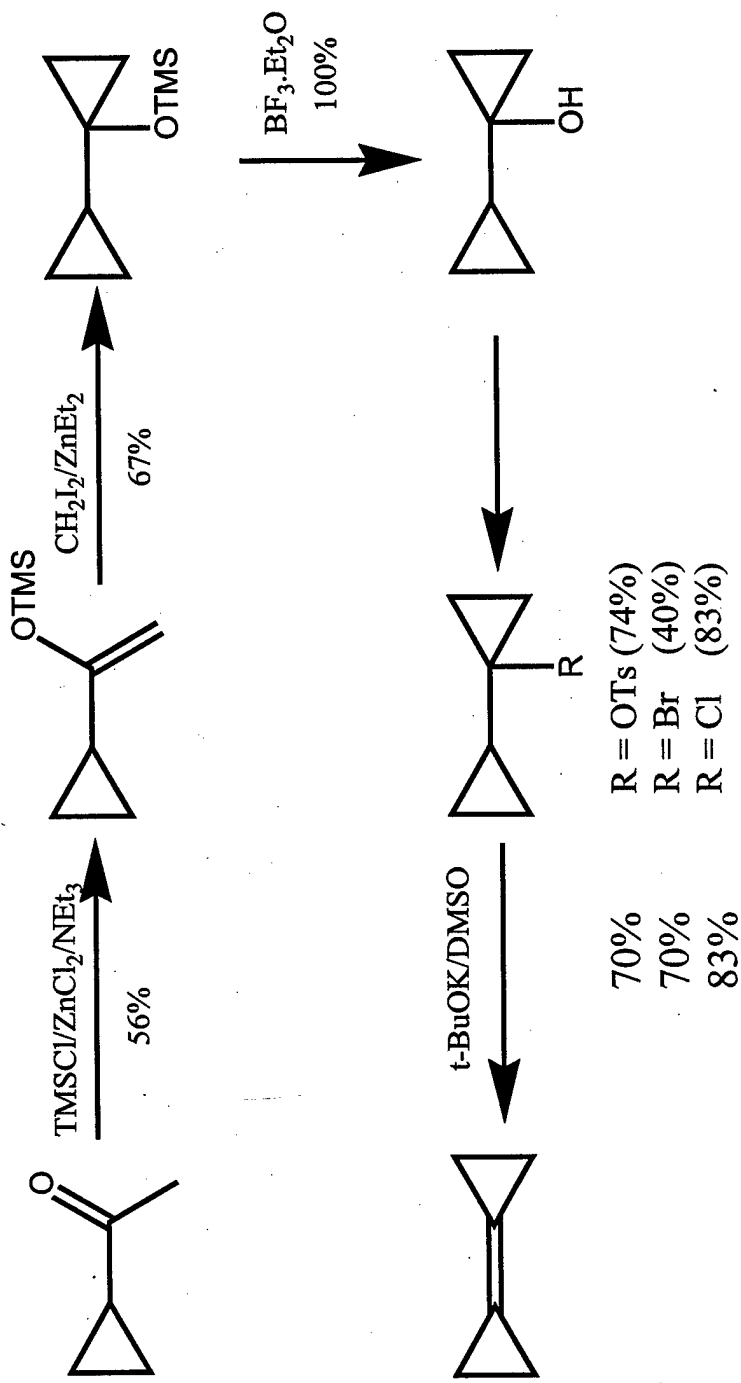 O
TMSCl/ZnCl2/NEt3
56%
OTMS
CH2I2/ZnEt2
67%
OTMS
BF3.Et2O
100%
OH
R
R = OTs (74%)
R = Br (40%)
R = Cl (83%)
t-BuOK/DMSO
70%
70%
83%